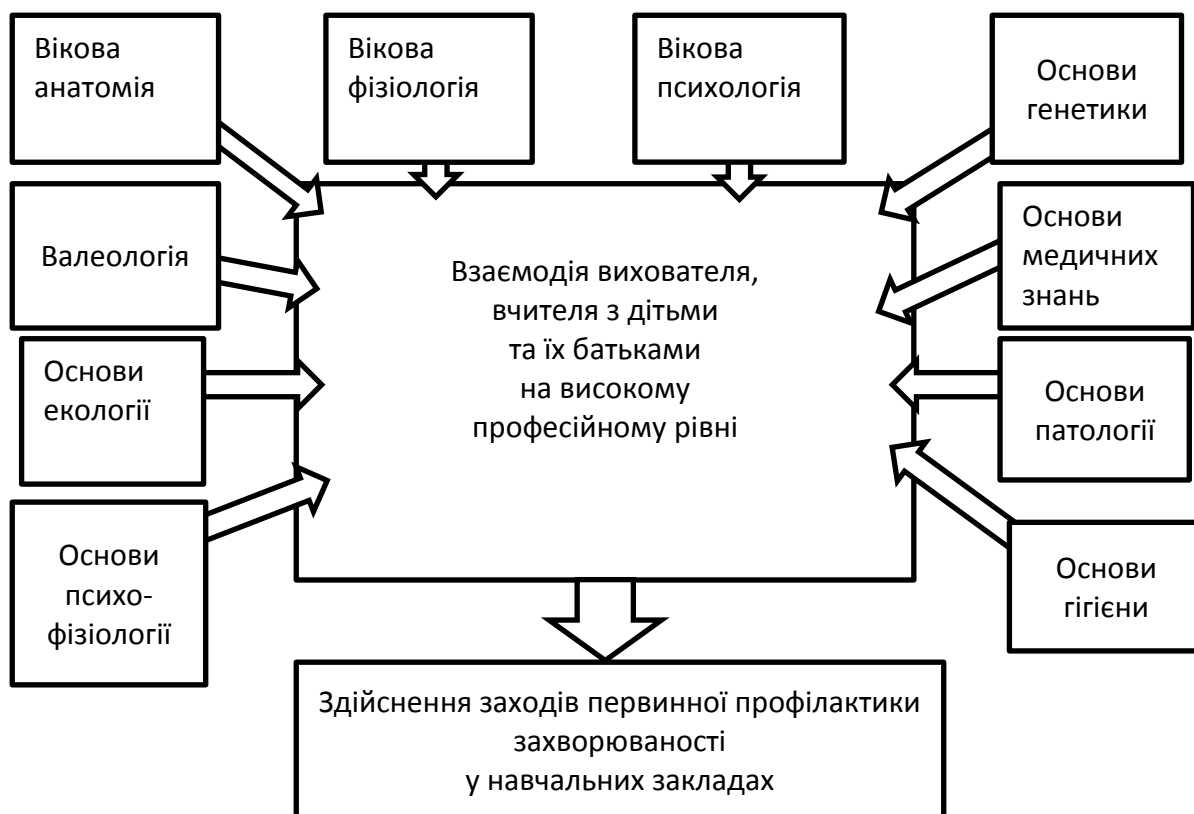 Вікова
анатомія
Вікова
фізіологія
Вікова
психологія
Основи
генетики
Валеологія
Основи
медичних
знань
Взаємодія вихователя,
вчителя з дітьми
та їх батьками
на високому
професійному рівні
Основи
екології
Основи
патології
Основи
психо-
фізіології
Основи
гігієни
Здійснення заходів первинної профілактики
захворюваності
у навчальних закладах